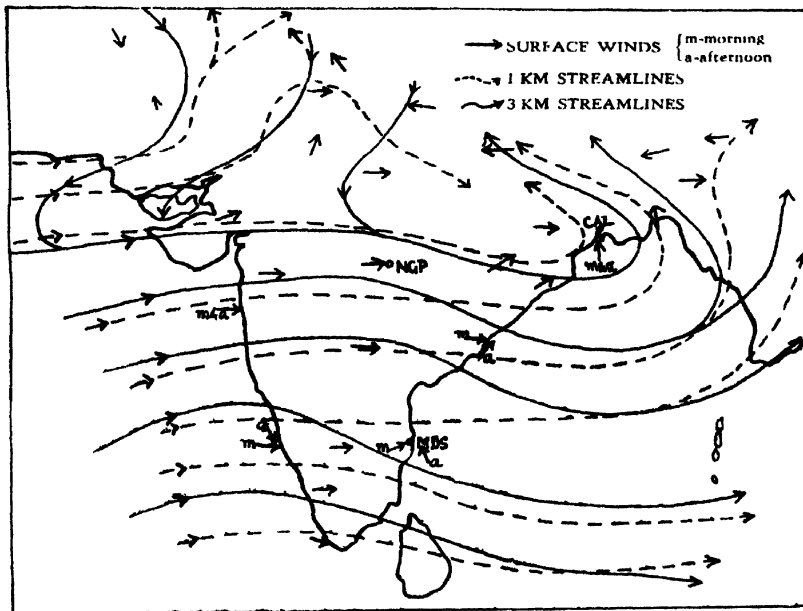 SURFACE WINDS { m-morning
a-afternoon
1 KM STREAMLINES
3 KM STREAMLINES
CAL
m&a
NGP
m&a
m
a
a
m
m MDS
a